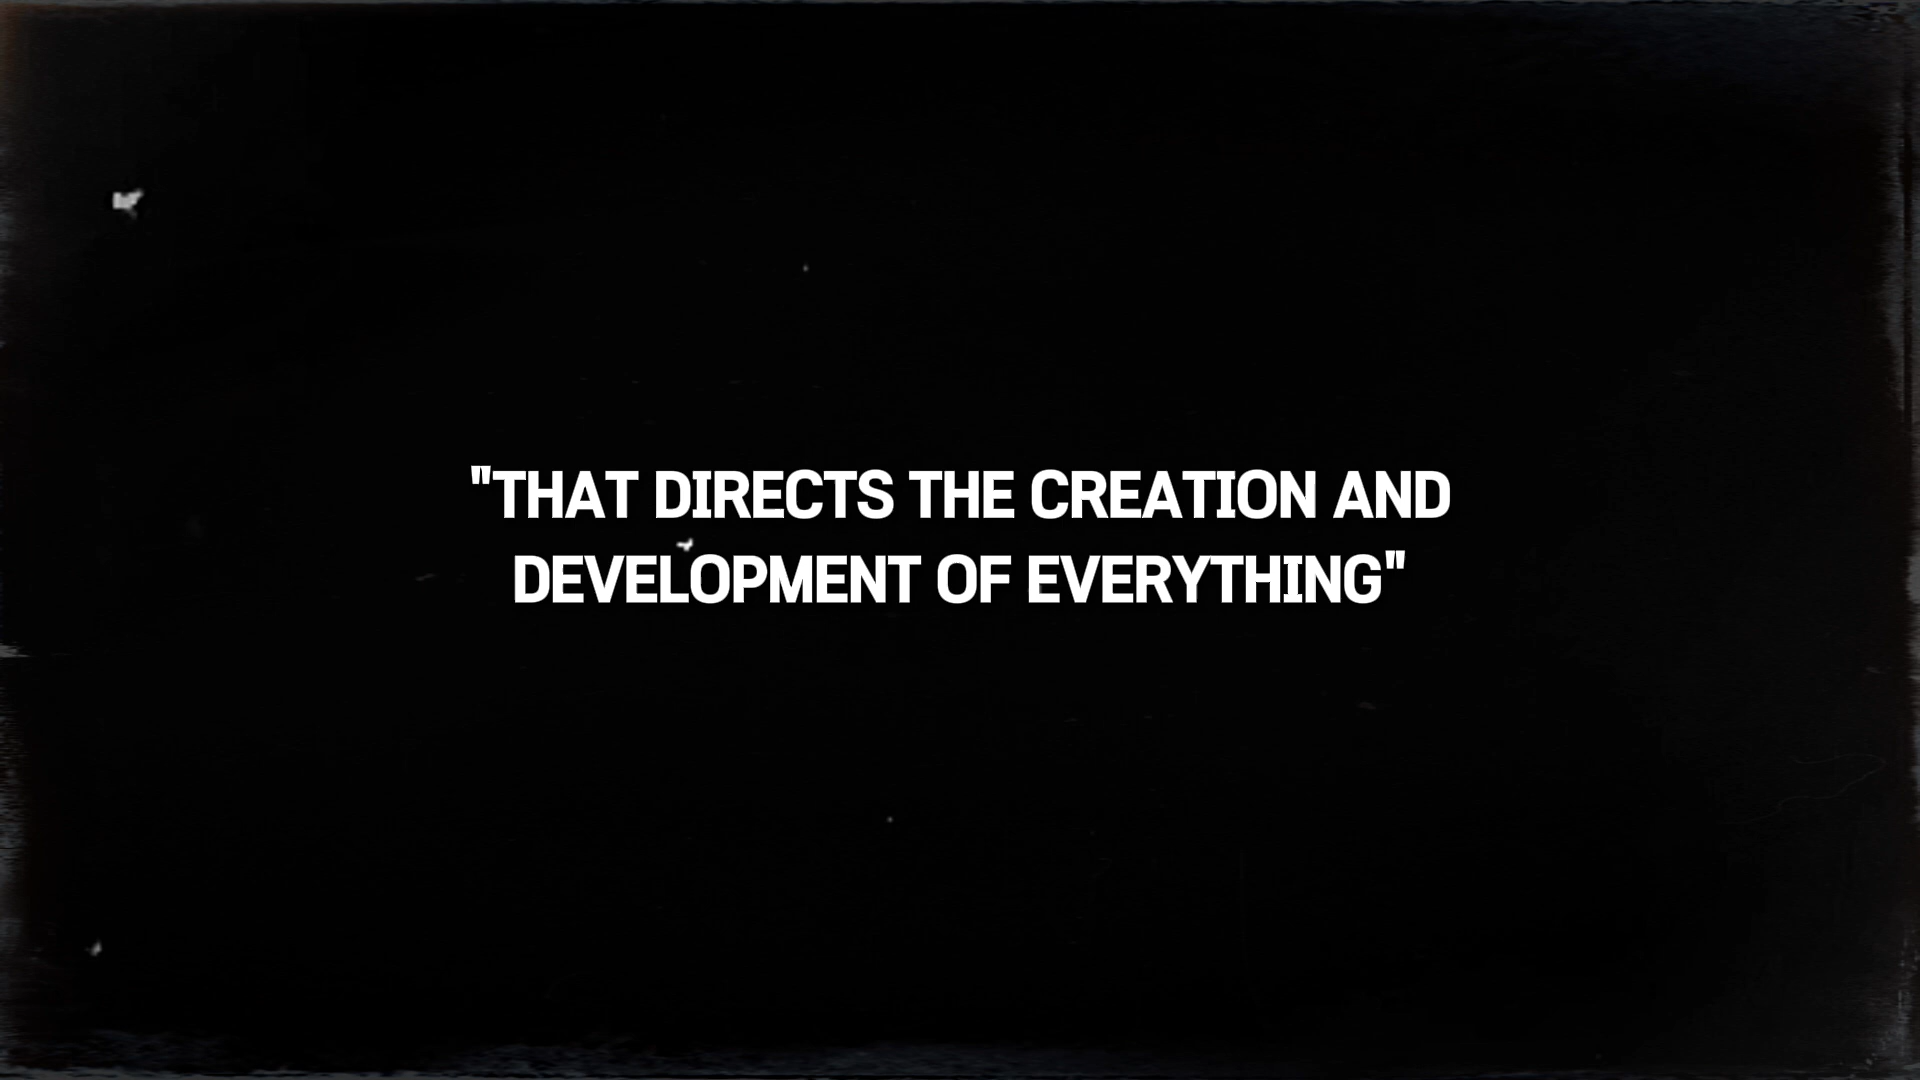 "THAT DIRECTS THE CREATION AND
DEVELOPMENT OF EVERYTHING"